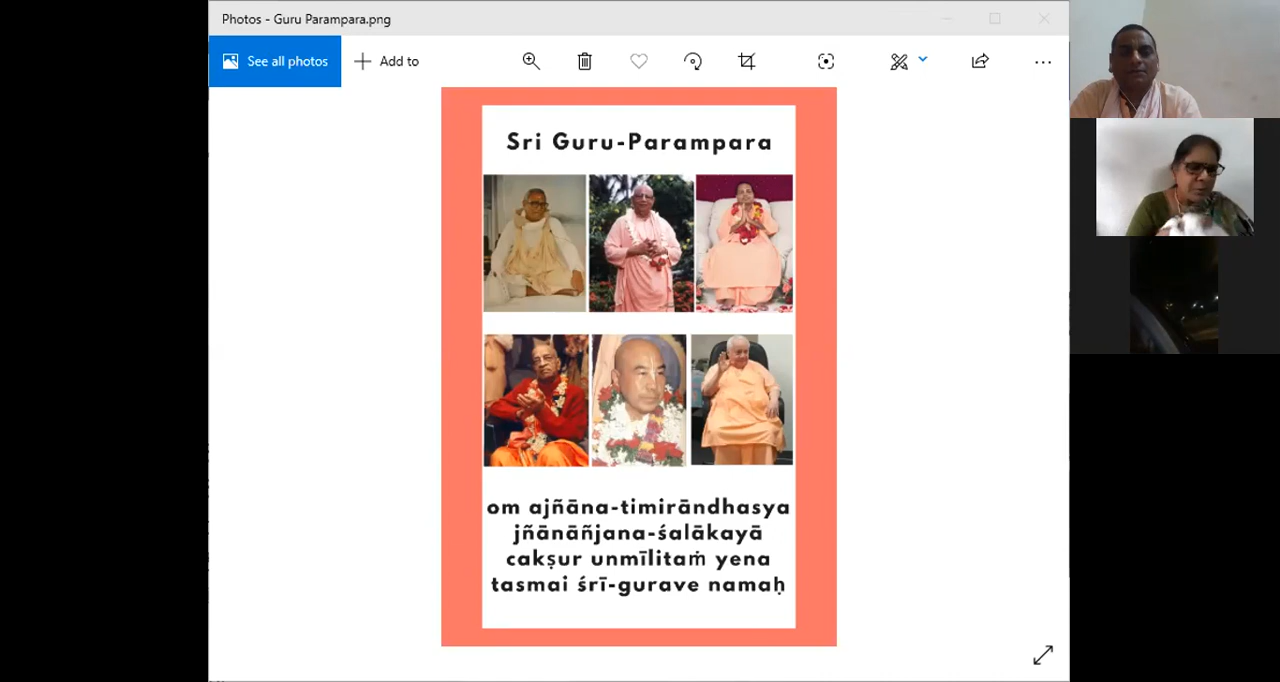 Photos - Guru Parampara.png
See all photos
Add to
Sri Guru-Parampara
om ajñāna-timirāndhasya
jñānāñjana-śalākayā
cakṣur unmīlitaṁ yena
tasmai śrī-gurave namaḥ